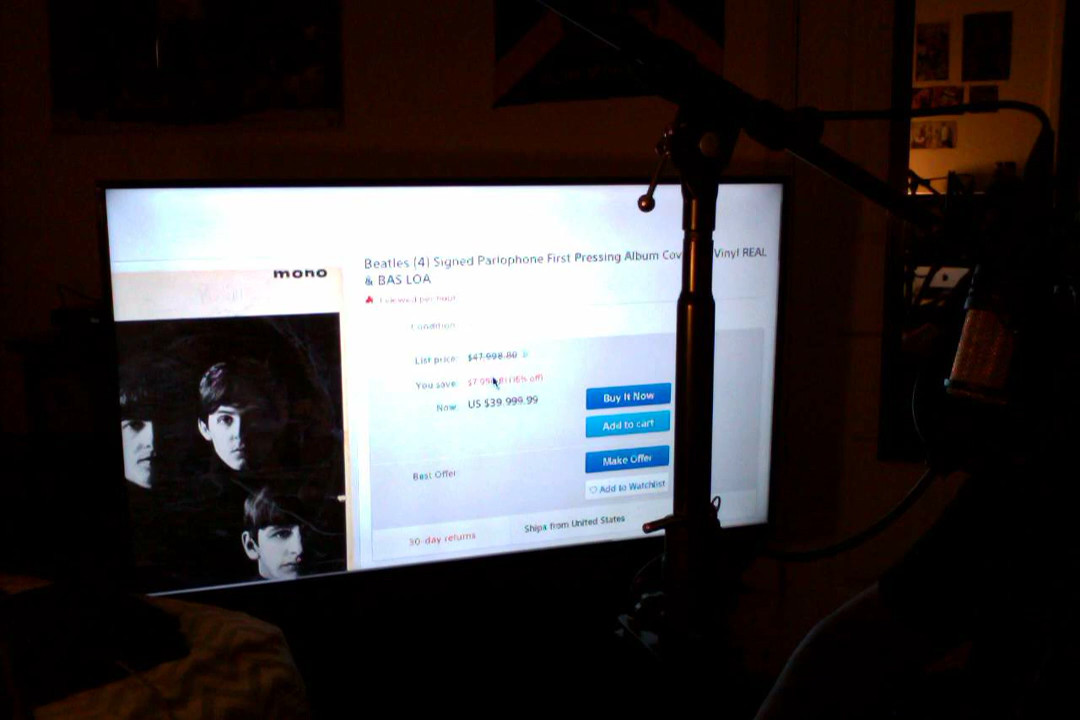 mono
Beatles (4) Signed Parlophone First Pressing Album Vinyl REAL
& BAS LOA
Condition
List price: $47,998.80
You save:
Now: US $39,999.99
Buy It Now
Add to cart
Make Offer
Best Offer
Add to Watchlist
Ships from United States
30-day returns